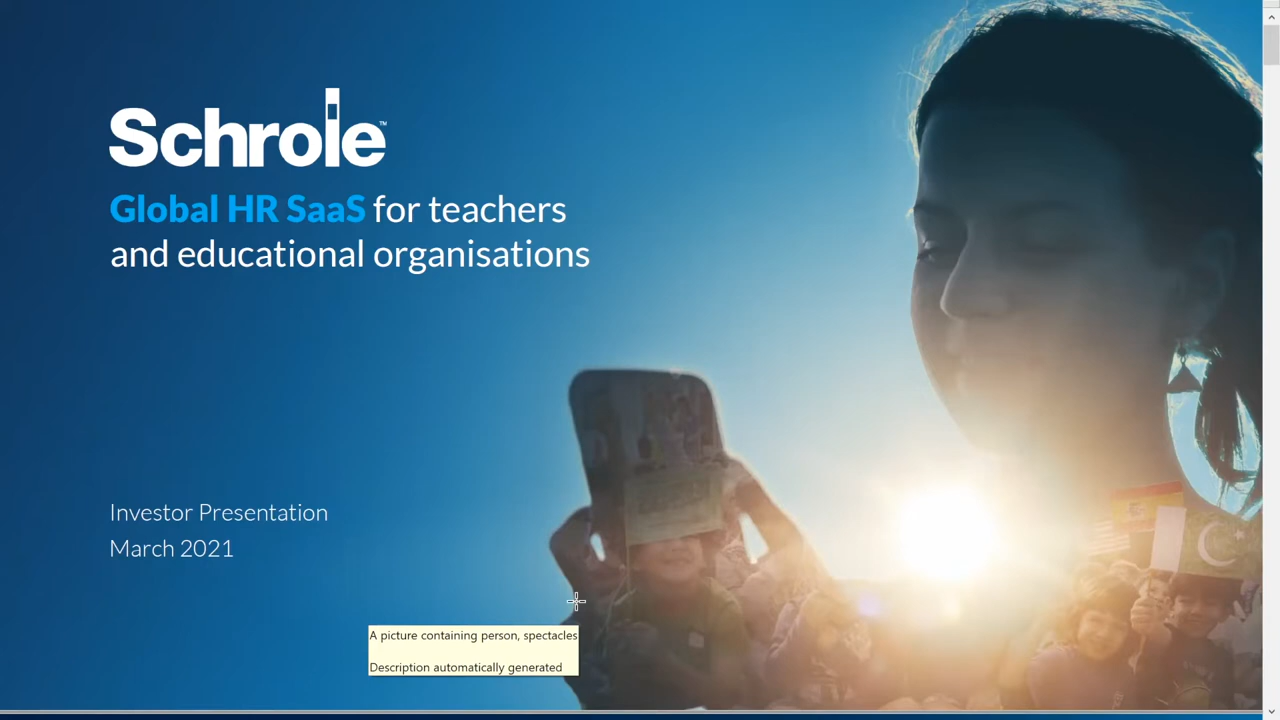 Schrole™
Global HR SaaS for teachers
and educational organisations
Investor Presentation
March 2021
A picture containing person, spectacles
Description automatically generated